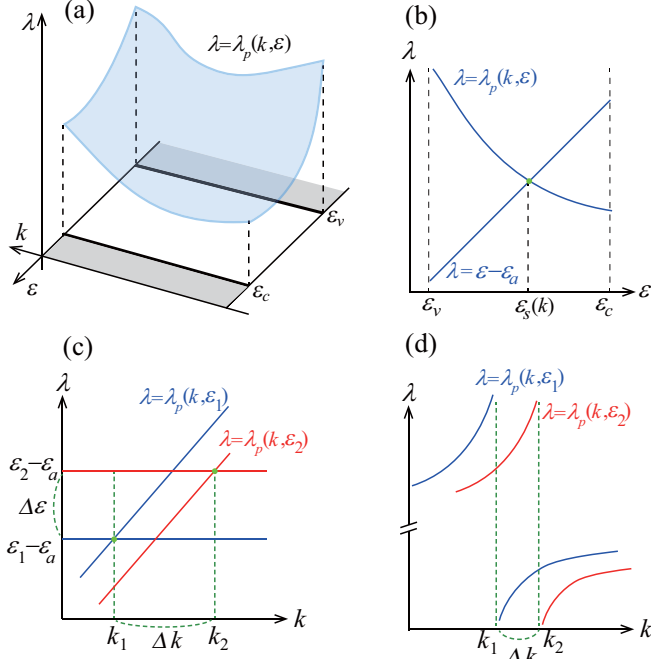 (a)
λ
λ=λp(k,ε)
k
ε
εv
εc
(b)
λ
λ=λp(k,ε)
λ=ε−εa
εv
εs(k)
εc
ε
(c)
λ
λ=λp(k,ε1)
λ=λp(k,ε2)
ε2−εa
Δε
ε1−εa
k1
Δk
k2
k
(d)
λ
λ=λp(k,ε1)
λ=λp(k,ε2)
k1
Δk
k2
k